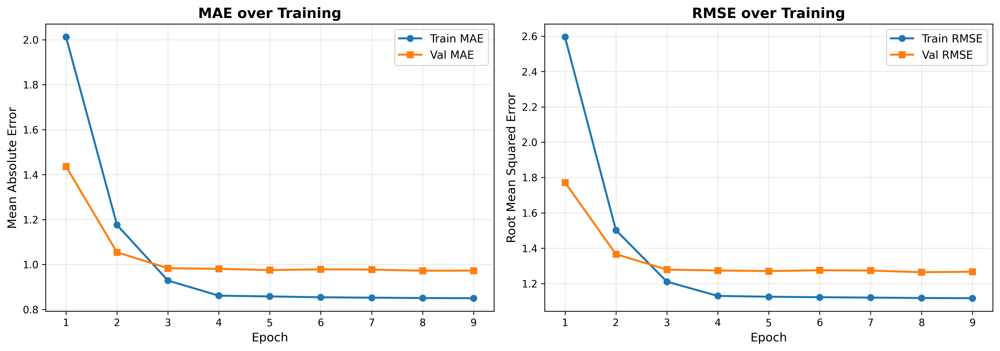 MAE over Training
Mean Absolute Error
2.0
1.8
1.6
1.4
1.2
1.0
0.8
Train MAE
Val MAE
1 2 3 4 5 6 7 8 9
Epoch
RMSE over Training
Root Mean Squared Error
2.6
2.4
2.2
2.0
1.8
1.6
1.4
1.2
Train RMSE
Val RMSE
1 2 3 4 5 6 7 8 9
Epoch